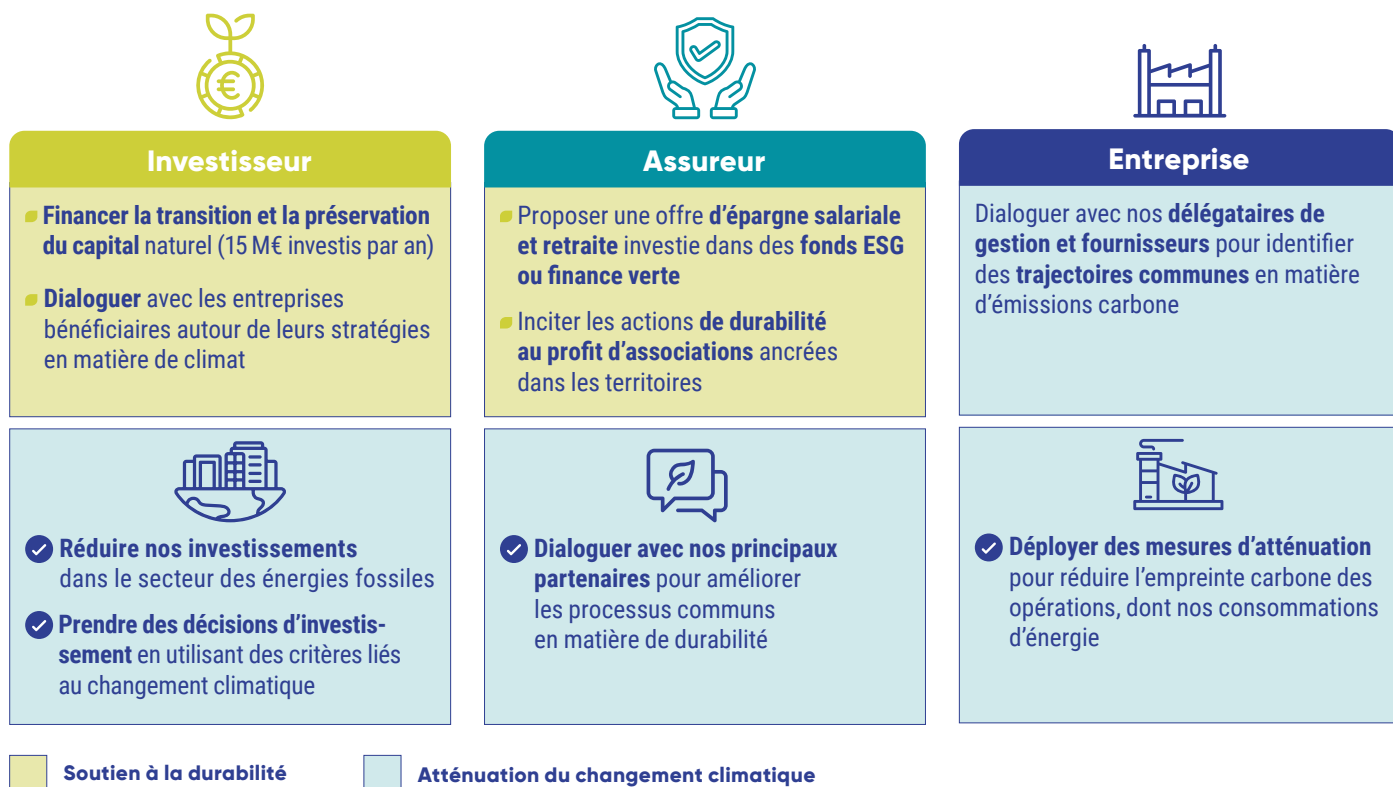 Investisseur
Financer la transition et la préservation
du capital naturel (15 M€ investis par an)
Dialoguer avec les entreprises
bénéficiaires autour de leurs stratégies
en matière de climat
Réduire nos investissements
dans le secteur des énergies fossiles
Prendre des décisions d'investis-
sement en utilisant des critères liés
au changement climatique
Assureur
Proposer une offre d'épargne salariale
et retraite investie dans des fonds ESG
ou finance verte
Inciter les actions de durabilité
au profit d'associations ancrées
dans les territoires
Dialoguer avec nos principaux
partenaires pour améliorer
les processus communs
en matière de durabilité
Entreprise
Dialoguer avec nos délégataires de
gestion et fournisseurs pour identifier
des trajectoires communes en matière
d'émissions carbone
Déployer des mesures d'atténuation
pour réduire l'empreinte carbone des
opérations, dont nos consommations
d'énergie
Soutien à la durabilité
Atténuation du changement climatique